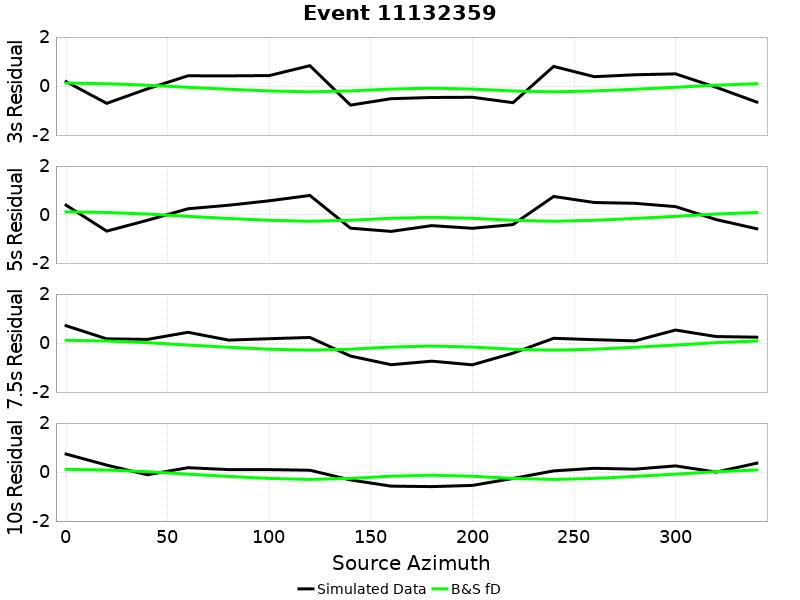 Event 11132359
3s Residual
2
0
-2
5s Residual
2
0
-2
7.5s Residual
2
0
-2
10s Residual
2
0
-2
0 50 100 150 200 250 300
Source Azimuth
Simulated Data B&S fD